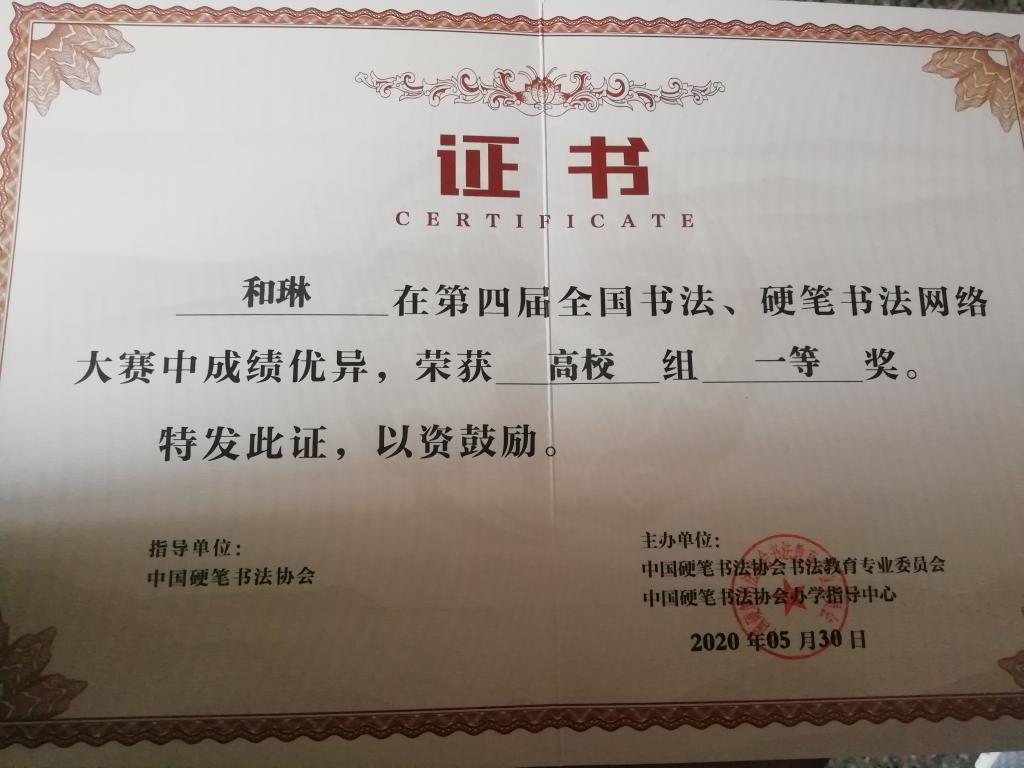 证书
CERTIFICATE
和琳 在第四届全国书法、硬笔书法网络
大赛中成绩优异，荣获 高校 组 一等 奖。
特发此证，以资鼓励。
指导单位：
中国硬笔书法协会
主办单位：
中国硬笔书法协会书法教育专业委员会
中国硬笔书法协会办学指导中心
2020 年05 月30 日